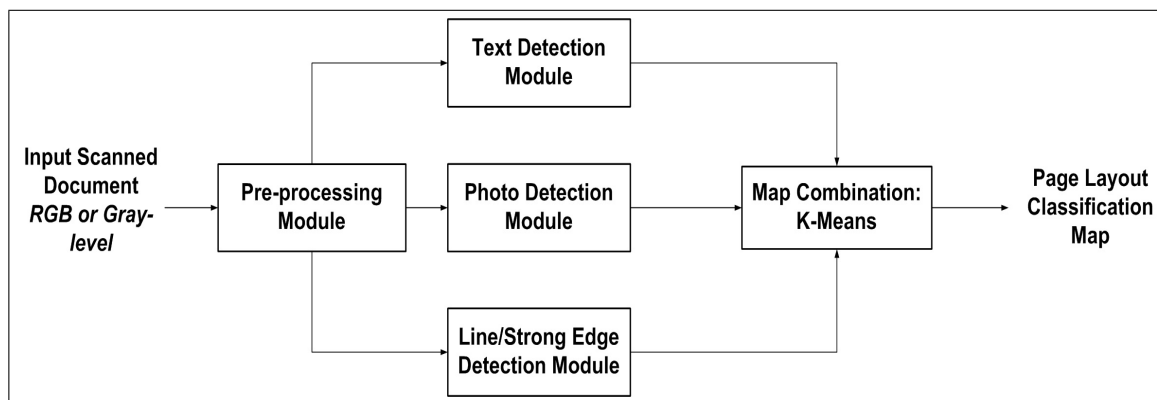 Input Scanned
Document
RGB or Gray-
level
Pre-processing
Module
Text Detection
Module
Photo Detection
Module
Line/Strong Edge
Detection Module
Map Combination:
K-Means
Page Layout
Classification
Map